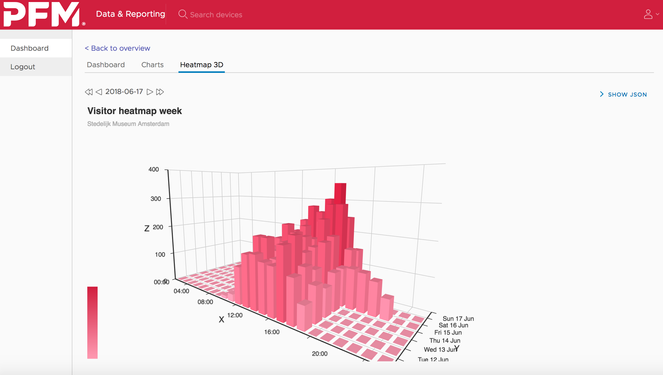 PFM
Data & Reporting
Search devices
Dashboard
Logout
< Back to overview
Dashboard Charts Heatmap 3D
2018-06-17
SHOW JSON
Visitor heatmap week
Stedelijk Museum Amsterdam
400
300
Z 200
100
00:00
04:00
08:00
X 12:00
16:00
20:00
Sun 17 Jun
Sat 16 Jun
Fri 15 Jun
Thu 14 Jun
Wed 13 Jun
Y
Tue 12 Jun